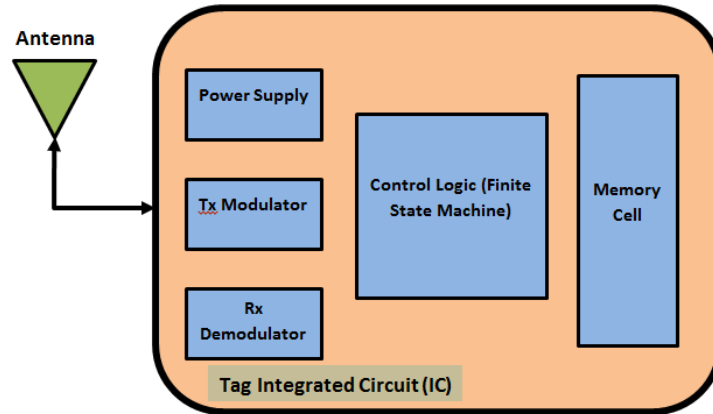 Antenna
Power Supply
Tx Modulator
Rx
Demodulator
Control Logic (Finite
State Machine)
Memory
Cell
Tag Integrated Circuit (IC)